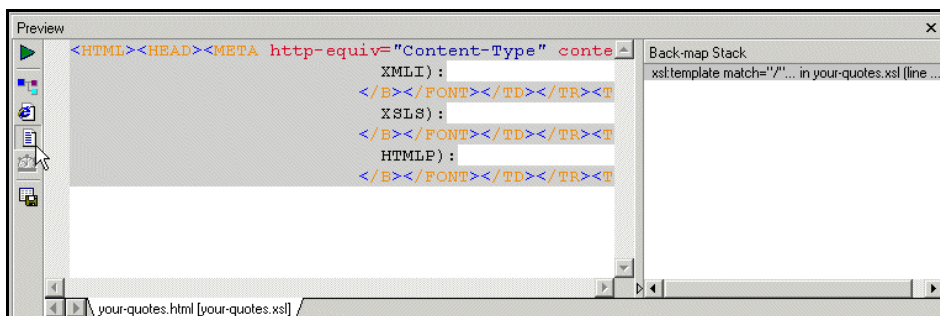 Preview
<HTML><HEAD><META http-equiv="Content-Type" conte
XMLI):
</B></FONT></TD></TR><T
XSLS):
</B></FONT></TD></TR><T
HTMLP):
</B></FONT></TD></TR><T
Back-map Stack
xsl:template match="/"... in your-quotes.xsl (line ...
your-quotes.html [your-quotes.xsl]